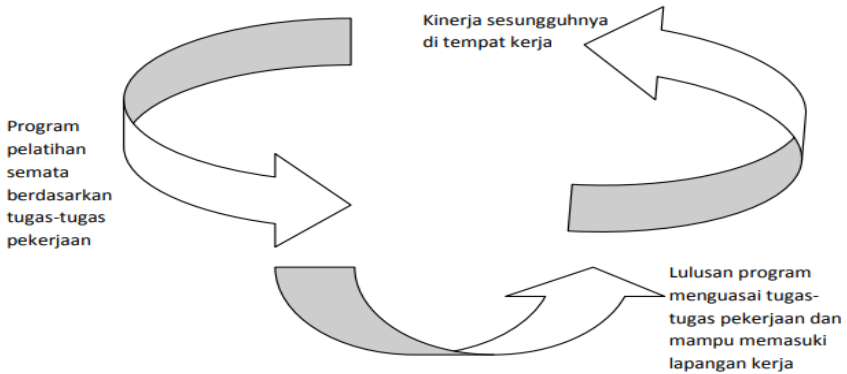 Kinerja sesungguhnya
di tempat kerja
Program
pelatihan
semata
berdasarkan
tugas-tugas
pekerjaan
Lulusan program
menguasai tugas-
tugas pekerjaan dan
mampu memasuki
lapangan kerja